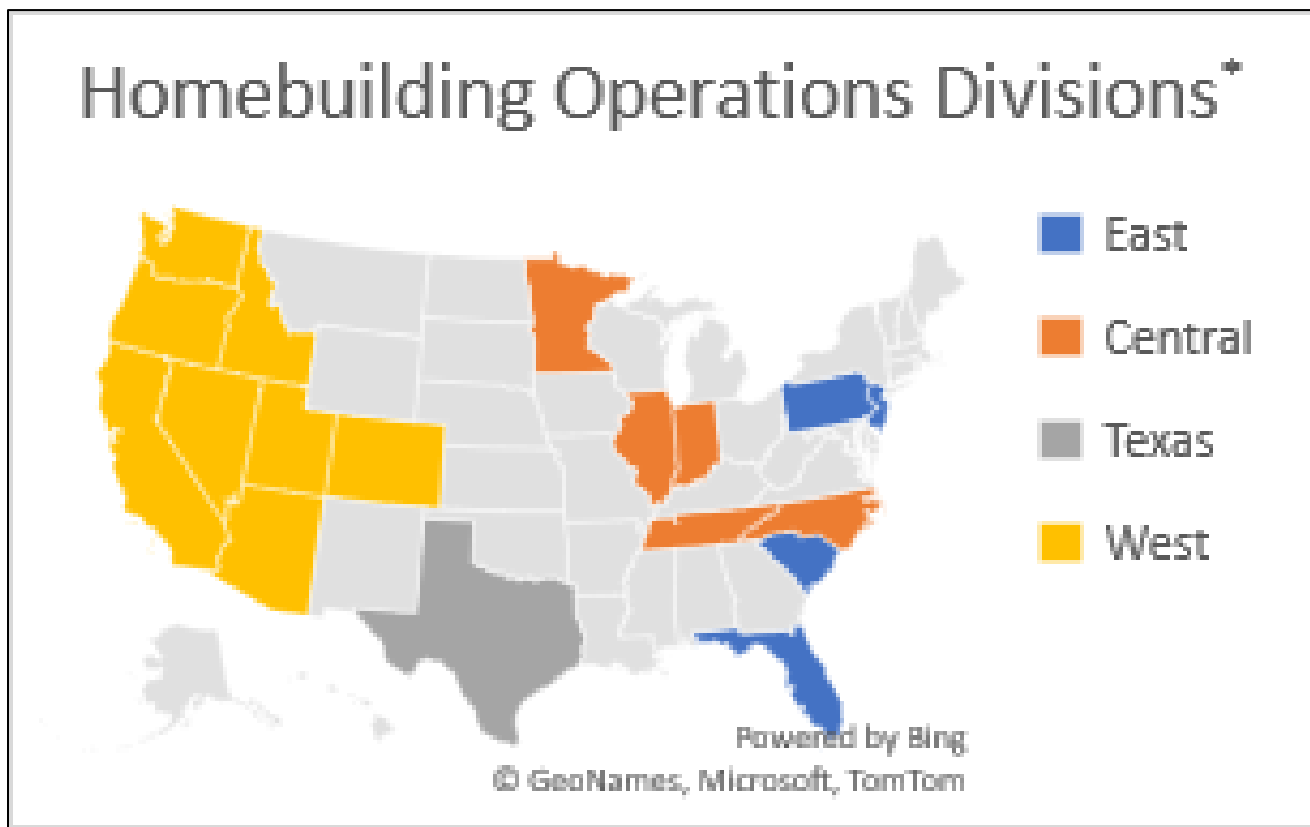 Homebuilding Operations Divisions*
East
Central
Texas
West
Powered by Bing
© GeoNames, Microsoft, TomTom